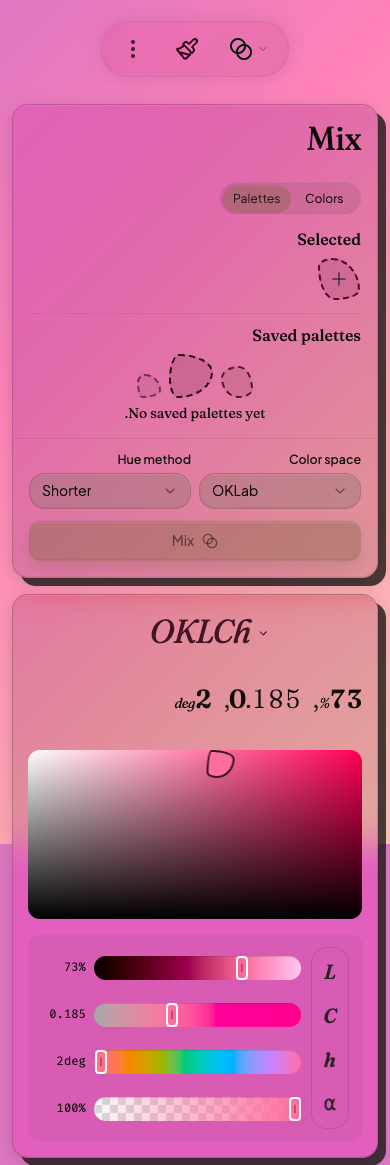 Mix
Palettes Colors
Selected
Saved palettes
.No saved palettes yet
Hue method Color space
Shorter OKLab
Mix
OKLCh
deg2 ,0.185 ,%73
73% L
0.185 C
2deg h
100% α